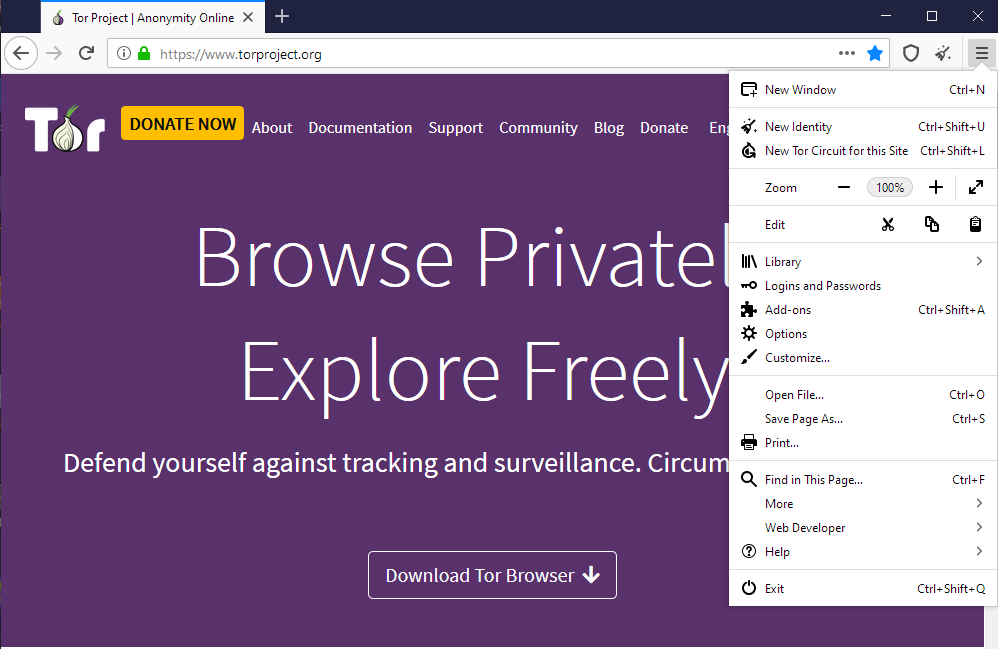 Tor Project | Anonymity Online
https://www.torproject.org
Tor
DONATE NOW About Documentation Support Community Blog Donate
Browse Privatel
Explore Freely
Defend yourself against tracking and surveillance.
Download Tor Browser
New Window Ctrl+N
New Identity Ctrl+Shift+U
New Tor Circuit for this Site Ctrl+Shift+L
Zoom 100%
Edit
Library
Logins and Passwords
Add-ons Ctrl+Shift+A
Options
Customize...
Open File... Ctrl+O
Save Page As... Ctrl+S
Print...
Find in This Page... Ctrl+F
More
Web Developer
Help
Exit Ctrl+Shift+Q